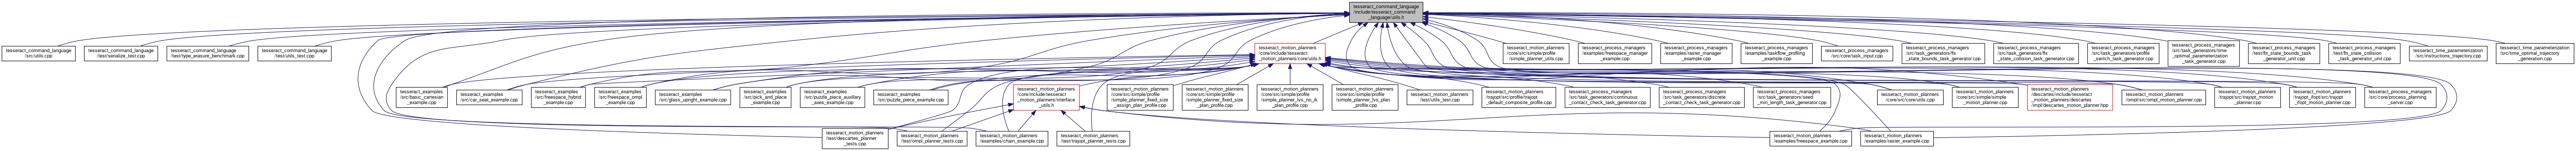 tesseract_command_language
/include/tesseract_command
_language/utils.h
tesseract_command_language
/src/utils.cpp
tesseract_command_language
/test/serialize_test.cpp
tesseract_command_language
/test/type_erasure_benchmark.cpp
tesseract_command_language
/test/utils_test.cpp
tesseract_motion_planners
/core/include/tesseract
_motion_planners/core/utils.h
tesseract_motion_planners
/core/src/simple/profile
/simple_planner_utils.cpp
tesseract_process_managers
/examples/freespace_manager
_example.cpp
tesseract_process_managers
/examples/raster_manager
_example.cpp
tesseract_process_managers
/examples/taskflow_profiling
_example.cpp
tesseract_process_managers
/src/core/task_input.cpp
tesseract_process_managers
/src/task_generators/fix
_state_bounds_task_generator.cpp
tesseract_process_managers
/src/task_generators/fix
_state_collision_task_generator.cpp
tesseract_process_managers
/src/task_generators/profile
_switch_task_generator.cpp
tesseract_process_managers
/src/task_generators/time
_optimal_parameterization
_task_generator.cpp
tesseract_process_managers
/test/fix_state_bounds_task
_generator_unit.cpp
tesseract_process_managers
/test/fix_state_collision
_task_generator_unit.cpp
tesseract_time_parameterization
/src/instructions_trajectory.cpp
tesseract_time_parameterization
/src/time_optimal_trajectory
_generation.cpp
tesseract_examples
/src/basic_cartesian
_example.cpp
tesseract_examples
/src/car_seat_example.cpp
tesseract_examples
/src/freespace_hybrid
_example.cpp
tesseract_examples
/src/freespace_ompl
_example.cpp
tesseract_examples
/src/glass_upright_example.cpp
tesseract_examples
/src/pick_and_place
_example.cpp
tesseract_examples
/src/puzzle_piece_auxillary
_axes_example.cpp
tesseract_examples
/src/puzzle_piece_example.cpp
tesseract_motion_planners
/core/include/tesseract
_motion_planners/interface
_utils.h
tesseract_motion_planners
/core/src/simple/profile
/simple_planner_fixed_size
_assign_plan_profile.cpp
tesseract_motion_planners
/core/src/simple/profile
/simple_planner_fixed_size
_plan_profile.cpp
tesseract_motion_planners
/core/src/simple/profile
/simple_planner_lvs_no_ik
_plan_profile.cpp
tesseract_motion_planners
/core/src/simple/profile
/simple_planner_lvs_plan
_profile.cpp
tesseract_motion_planners
/test/utils_test.cpp
tesseract_motion_planners
/trajopt/src/profile/trajopt
_default_composite_profile.cpp
tesseract_process_managers
/src/task_generators/continuous
_contact_check_task_generator.cpp
tesseract_process_managers
/src/task_generators/discrete
_contact_check_task_generator.cpp
tesseract_process_managers
/src/task_generators/seed
_min_length_task_generator.cpp
tesseract_motion_planners
/core/src/core/utils.cpp
tesseract_motion_planners
/core/src/simple/simple
_motion_planner.cpp
tesseract_motion_planners
/descartes/include/tesseract
_motion_planners/descartes
/impl/descartes_motion_planner.hpp
tesseract_motion_planners
/ompl/src/ompl_motion_planner.cpp
tesseract_motion_planners
/trajopt/src/trajopt_motion
_planner.cpp
tesseract_motion_planners
/trajopt_ifopt/src/trajopt
_ifopt_motion_planner.cpp
tesseract_process_managers
/src/core/process_planning
_server.cpp
tesseract_motion_planners
/test/descartes_planner
_tests.cpp
tesseract_motion_planners
/test/ompl_planner_tests.cpp
tesseract_motion_planners
/examples/chain_example.cpp
tesseract_motion_planners
/test/trajopt_planner_tests.cpp
tesseract_motion_planners
/examples/freespace_example.cpp
tesseract_motion_planners
/examples/raster_example.cpp